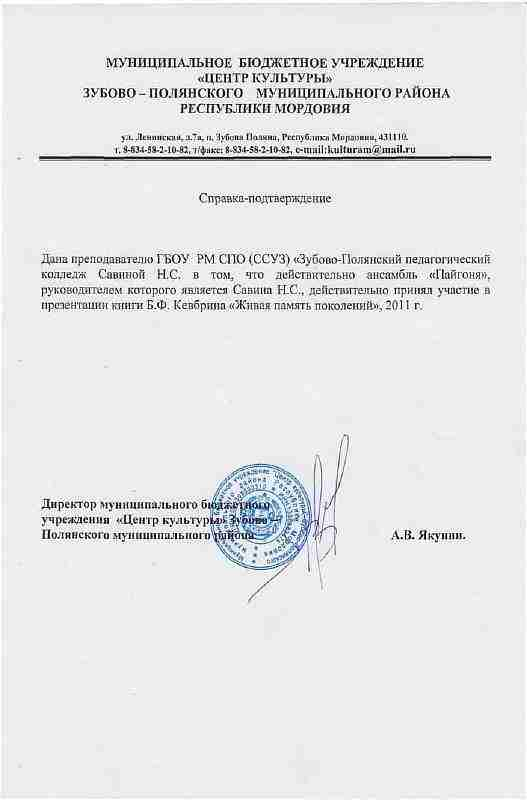 МУНИЦИПАЛЬНОЕ БЮДЖЕТНОЕ УЧРЕЖДЕНИЕ
«ЦЕНТР КУЛЬТУРЫ»
ЗУБОВО – ПОЛЯНСКОГО МУНИЦИПАЛЬНОГО РАЙОНА
РЕСПУБЛИКИ МОРДОВИЯ
ул. Ленинская, д.7а, п. Зубова Поляна, Республика Мордовия, 431110.
т. 8-834-58-2-10-82, т/факс: 8-834-58-2-10-82, e-mail:kulturam@mail.ru
Справка-подтверждение
Дана преподавателю ГБОУ РМ СПО (ССУЗ) «Зубово-Полянский педагогический
колледж Савиной Н.С. в том, что действительно ансамбль «Пайгоня»,
руководителем которого является Савина Н.С., действительно принял участие в
презентации книги Б.Ф. Кевбрина «Живая память поколений», 2011 г.
Директор муниципального бюджетного
учреждения «Центр культуры» Зубово –
Полянского муниципального района А.В. Якунин.